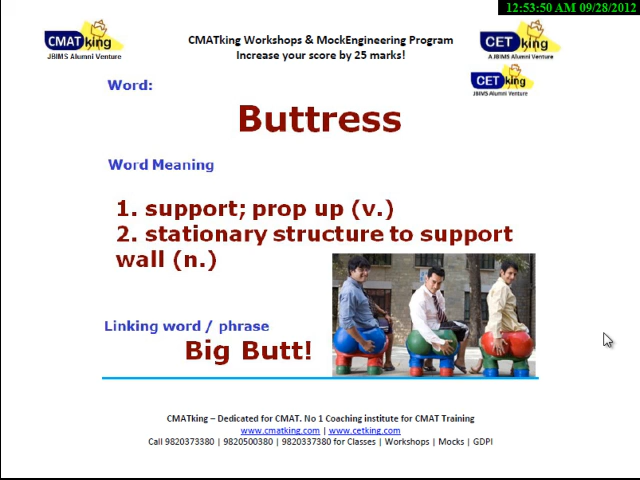 12:53:50 AM 09/28/2012
CMATking
JBIMS Alumni Venture
CMATking Workshops & MockEngineering Program
Increase your score by 25 marks!
CETking
A JBIMS Alumni Venture
CETking
JBIMS Alumni Venture
Word:
Buttress
Word Meaning
1. support; prop up (v.)
2. stationary structure to support
wall (n.)
Linking word / phrase
Big Butt!
CMATking – Dedicated for CMAT. No 1 Coaching institute for CMAT Training
www.cmatking.com | www.cetking.com
Call 9820373380 | 9820500380 | 9820337380 for Classes | Workshops | Mocks | GDPI